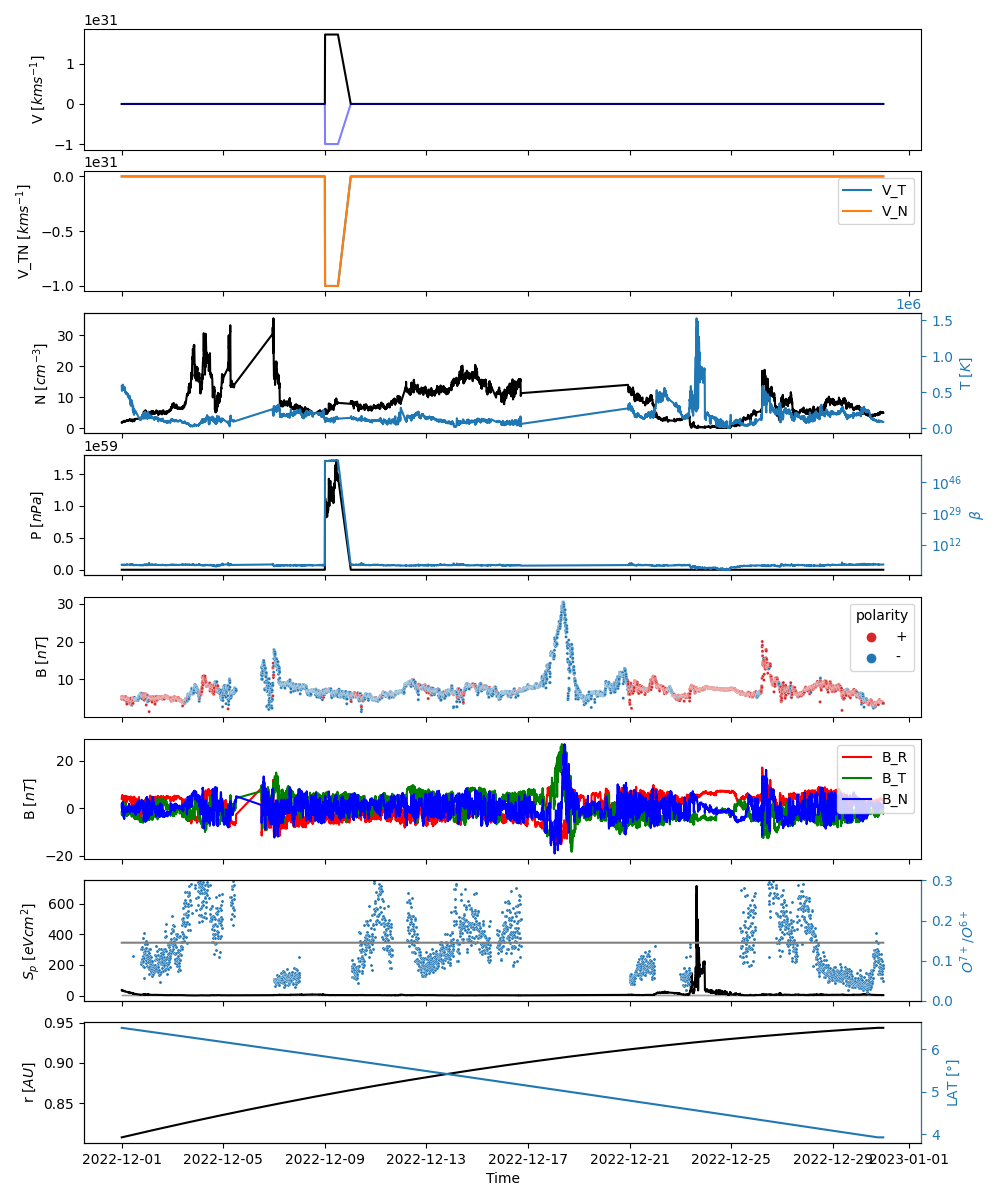 1e31
V [kms⁻¹]
1
0
−1
1e31
V_TN [kms⁻¹]
0.0
−0.5
−1.0
V_T
V_N
1e6
N [cm⁻³]
30
20
10
0
1.5
1.0
0.5
0.0
T [K]
1e59
P [nPa]
1.5
1.0
0.5
0.0
10⁴⁶
10²⁹
10¹²
β
B [nT]
30
20
10
polarity
+
-
B [nT]
20
0
−20
B_R
B_T
B_N
S_p [eVcm²]
600
400
200
0
0.3
0.2
0.1
0.0
O⁷⁺/O⁶⁺
r [AU]
0.95
0.90
0.85
6
5
4
LAT [°]
2022-12-01 2022-12-05 2022-12-09 2022-12-13 2022-12-17 2022-12-21 2022-12-25 2022-12-29 2023-01-01
Time